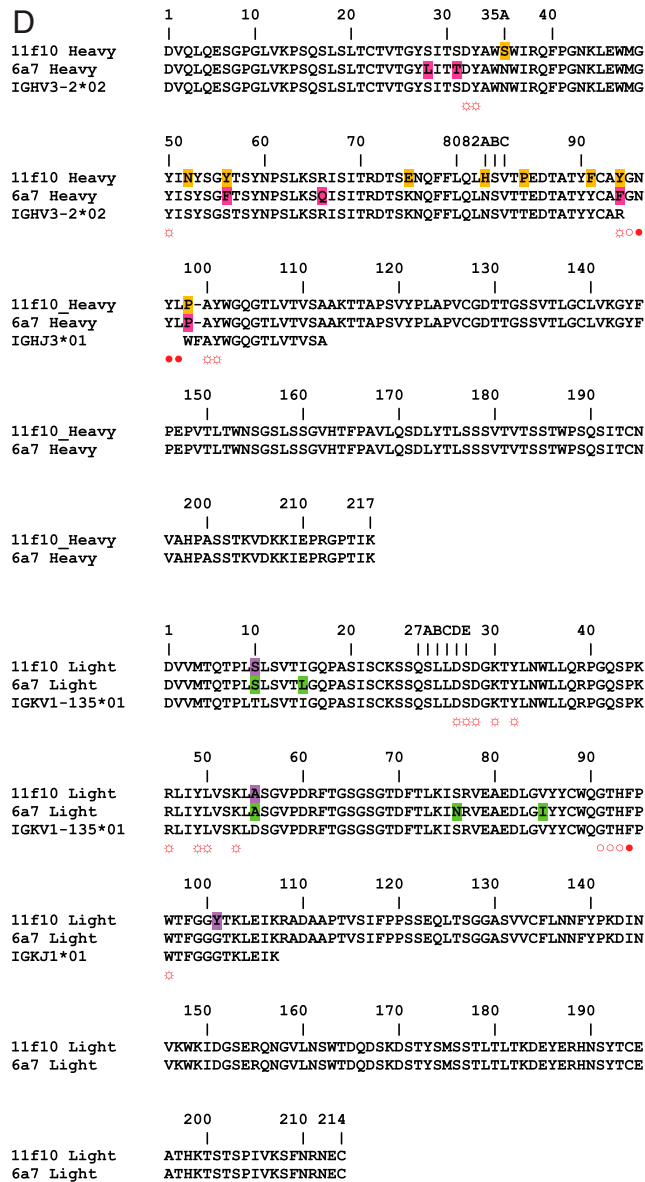 D
1 10 20 30 35A 40
11f10 Heavy DVQLQESGPGLVKPSQSLSLTCTVTGYSITSDYAWSWIRQFPGNKLEWMG
6a7 Heavy DVQLQESGPGLVKPSQSLSLTCTVTGYLITTDYAWNWIRQFPGNKLEWMG
IGHV3-2*02 DVQLQESGPGLVKPSQSLSLTCTVTGYSITSDYAWNWIRQFPGNKLEWMG
50 60 70 80 82ABC 90
11f10 Heavy YINYSGYTSYNPSLKSRISITRDTSENQFFLQLHSVTPEDTATYFCAYGN
6a7 Heavy YISYSGFTSYNPSLKSQISITRDTSKNQFFLQLNSVTTEDTATYYCAFGN
IGHV3-2*02 YISYSGSTSYNPSLKSRISITRDTSKNQFFLQLNSVTTEDTATYYCAR
100 110 120 130 140
11f10_Heavy YLP-AYWGQGTLVTVSAAKTTAPSVYPLAPVCGDTTGSSVTLGCLVKGYF
6a7 Heavy YLP-AYWGQGTLVTVSAAKTTAPSVYPLAPVCGDTTGSSVTLGCLVKGYF
IGHJ3*01 WFAYWGQGTLVTVSA
150 160 170 180 190
11f10_Heavy PEPVTLTWNSGSLSSGVHTFPAVLQSDLYTLSSSVTVTSSTWPSQSITCN
6a7 Heavy PEPVTLTWNSGSLSSGVHTFPAVLQSDLYTLSSSVTVTSSTWPSQSITCN
200 210 217
11f10_Heavy VAHPASSTKVDKKIEPRGPTIK
6a7 Heavy VAHPASSTKVDKKIEPRGPTIK
1 10 20 27ABCDE 30 40
11f10 Light DVVMTQTPLSLSVTIGQPASISCKSSQSLLDSDGKTYLNWLLQRPGQSPK
6a7 Light DVVMTQTPLSLSVTLGQPASISCKSSQSLLDSDGKTYLNWLLQRPGQSPK
IGKV1-135*01 DVVMTQTPLTLSVTIGQPASISCKSSQSLLDSDGKTYLNWLLQRPGQSPK
50 60 70 80 90
11f10 Light RLIYLVSKLASGVPDRFTGSGSGTDFTLKISRVEAEDLGVYYCWQGTHFP
6a7 Light RLIYLVSKLASGVPDRFTGSGSGTDFTLKINRVEAEDLGIYYCWQGTHFP
IGKV1-135*01 RLIYLVSKLDSGVPDRFTGSGSGTDFTLKISRVEAEDLGVYYCWQGTHFP
100 110 120 130 140
11f10 Light WTFGGYTKLEIKRADAAPTVSIFPPSSEQLTSGGASVVCFLNNFYPKDIN
6a7 Light WTFGGGTKLEIKRADAAPTVSIFPPSSEQLTSGGASVVCFLNNFYPKDIN
IGKJ1*01 WTFGGGTKLEIK
150 160 170 180 190
11f10 Light VKWKIDGSERQNGVLNSWTDQDSKDSTYSMSSTLTLTKDEYERHNSYTCE
6a7 Light VKWKIDGSERQNGVLNSWTDQDSKDSTYSMSSTLTLTKDEYERHNSYTCE
200 210 214
11f10 Light ATHKTSTSPIVKSFNRNEC
6a7 Light ATHKTSTSPIVKSFNRNEC